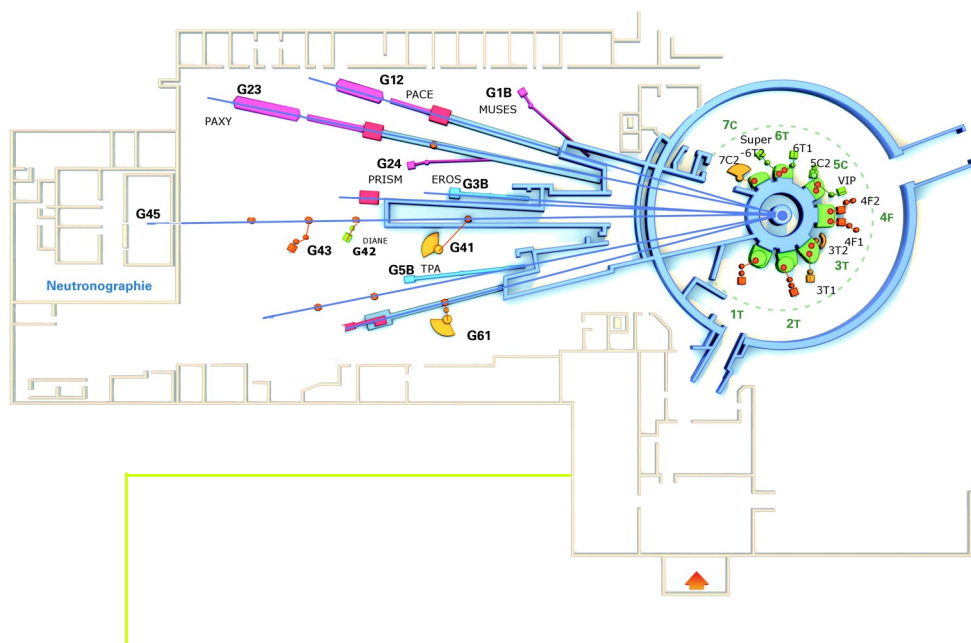 G12
G23
PACE
G1B
MUSES
PAXY
7C
6T
Super
-6T2
6T1
G24
7C2
5C2
5C
PRISM
EROS
G3B
VIP
4F2
G45
4F
G43
DIANE
G42
G41
4F1
3T2
G5B
TPA
3T
Neutronographie
3T1
1T
2T
G61